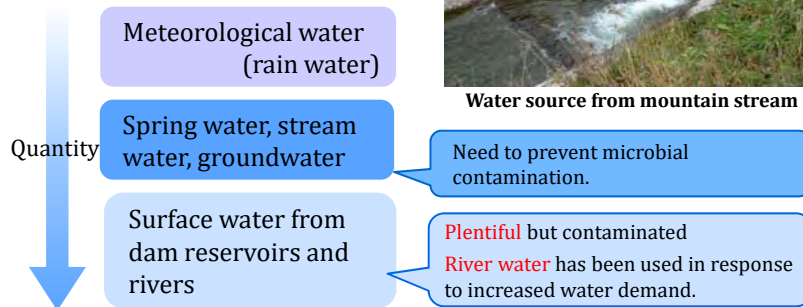 Meteorological water
(rain water)
Water source from mountain stream
Quantity
Spring water, stream
water, groundwater
Need to prevent microbial
contamination.
Surface water from
dam reservoirs and
rivers
Plentiful but contaminated
River water has been used in response
to increased water demand.